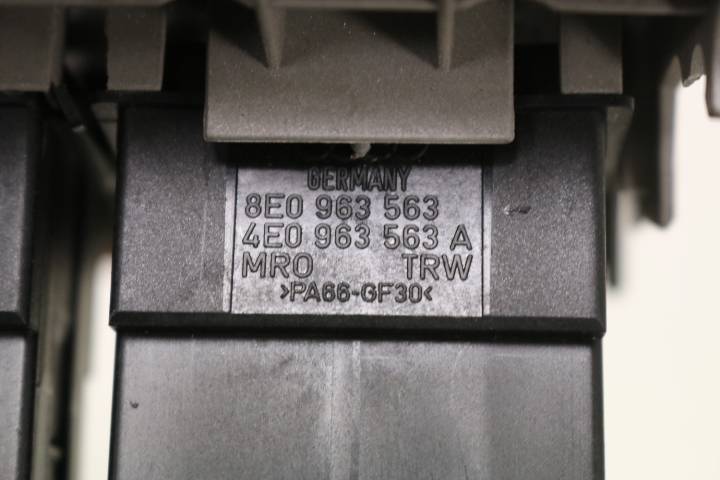 GERMANY
8E0 963 563
4E0 963 563 A
MRO TRW
>PA66-GF30<